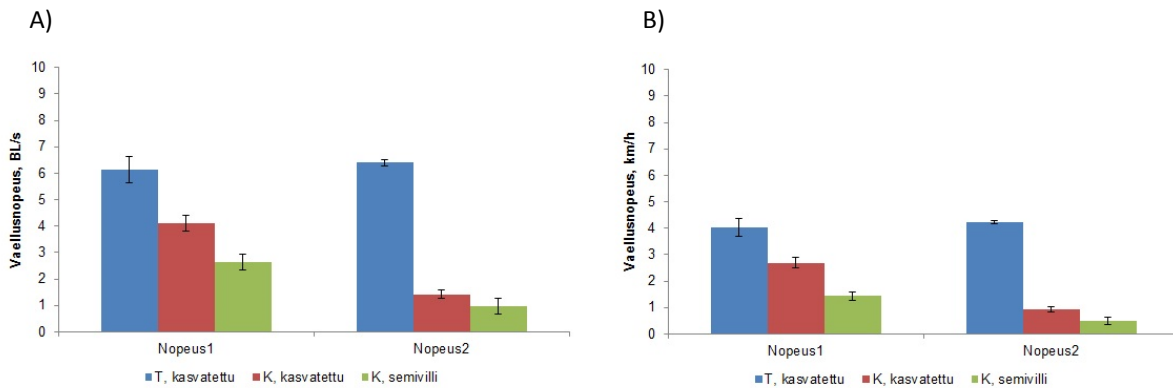 A)
Vaellusnopeus, BL/s
10
9
8
7
6
5
4
3
2
1
0
Nopeus1 Nopeus2
T, kasvatettu K, kasvatettu K, semivilli
B)
Vaellusnopeus, km/h
10
9
8
7
6
5
4
3
2
1
0
Nopeus1 Nopeus2
T, kasvatettu K, kasvatettu K, semivilli